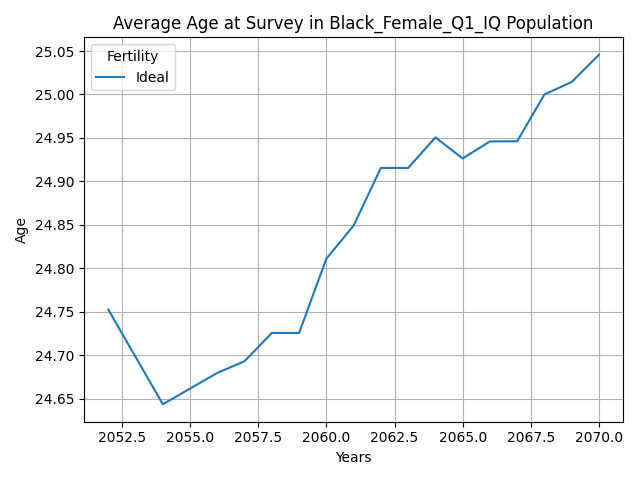 Average Age at Survey in Black_Female_Q1_IQ Population
Fertility
Ideal
25.05
25.00
24.95
24.90
24.85
24.80
24.75
24.70
24.65
Age
2052.5 2055.0 2057.5 2060.0 2062.5 2065.0 2067.5 2070.0
Years